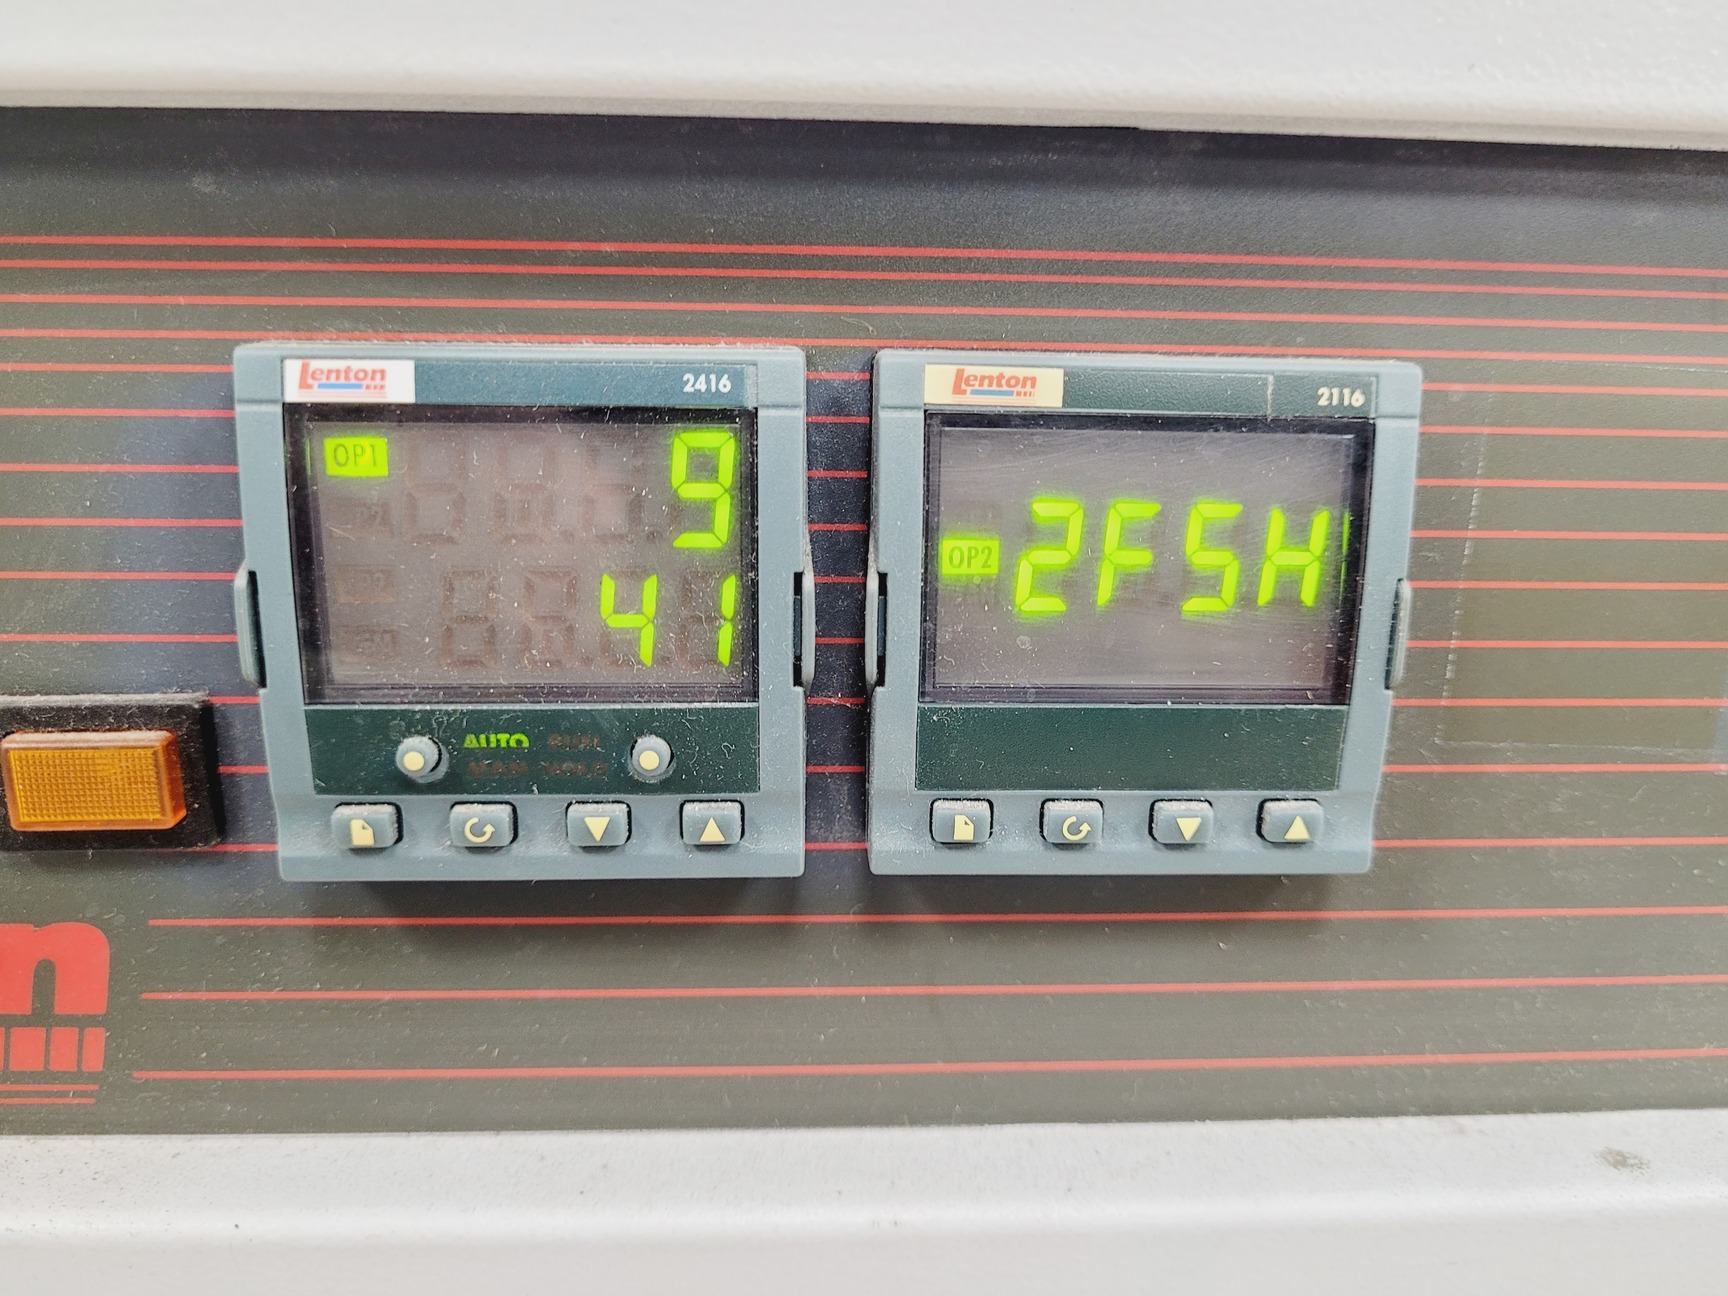 Lenton
2416
OP1
9
41
AUTO
Lenton
2116
OP2
2FSH
n